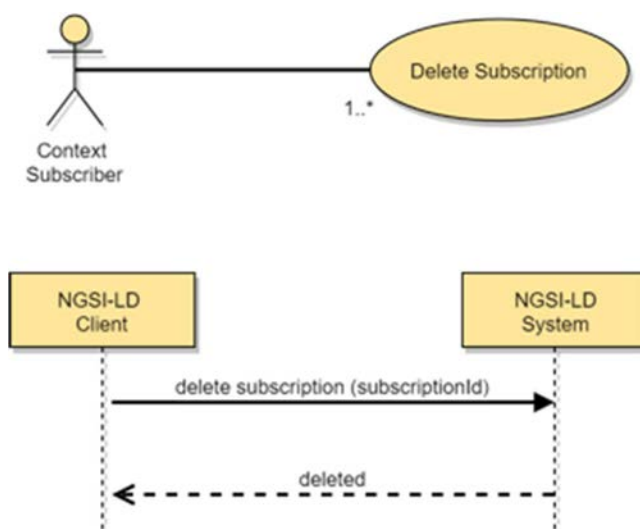 Delete Subscription
1..*
Context
Subscriber
NGSI-LD
Client
NGSI-LD
System
delete subscription (subscriptionId)
deleted